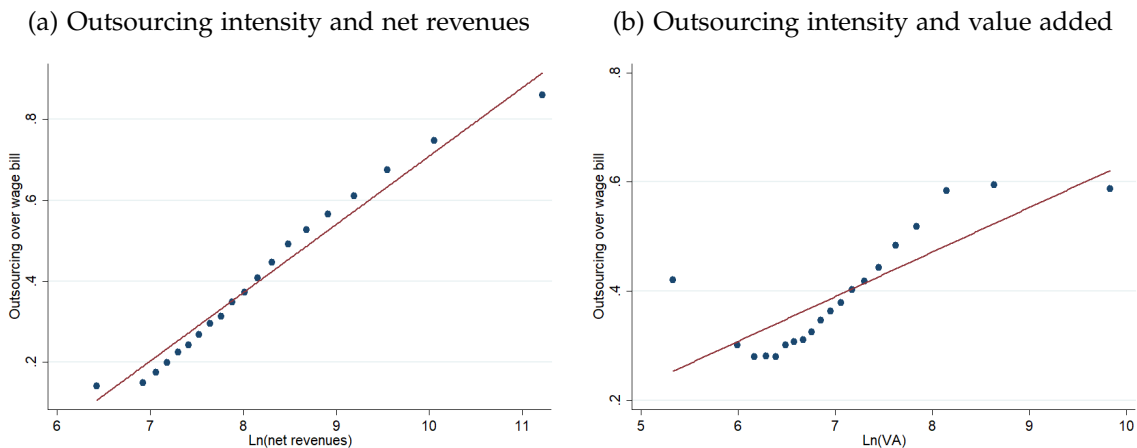 (a) Outsourcing intensity and net revenues
Outsourcing over wage bill
.8
.6
.4
.2
6 7 8 9 10 11
Ln(net revenues)
(b) Outsourcing intensity and value added
Outsourcing over wage bill
.8
.6
.4
.2
5 6 7 8 9 10
Ln(VA)